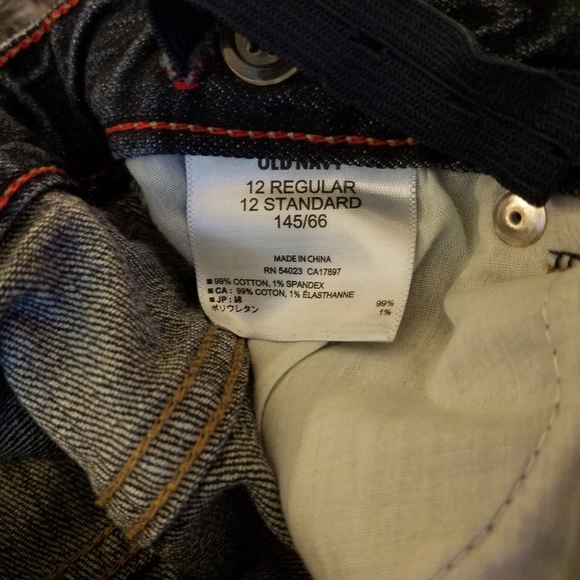 OLD NAVY
12 REGULAR
12 STANDARD
145/66
MADE IN CHINA
RN 54023 CA17897
■ 99% COTTON, 1% SPANDEX
■ CA : 99% COTON, 1% ÉLASTHANNE
■ JP : 綿 99%
ポリウレタン 1%